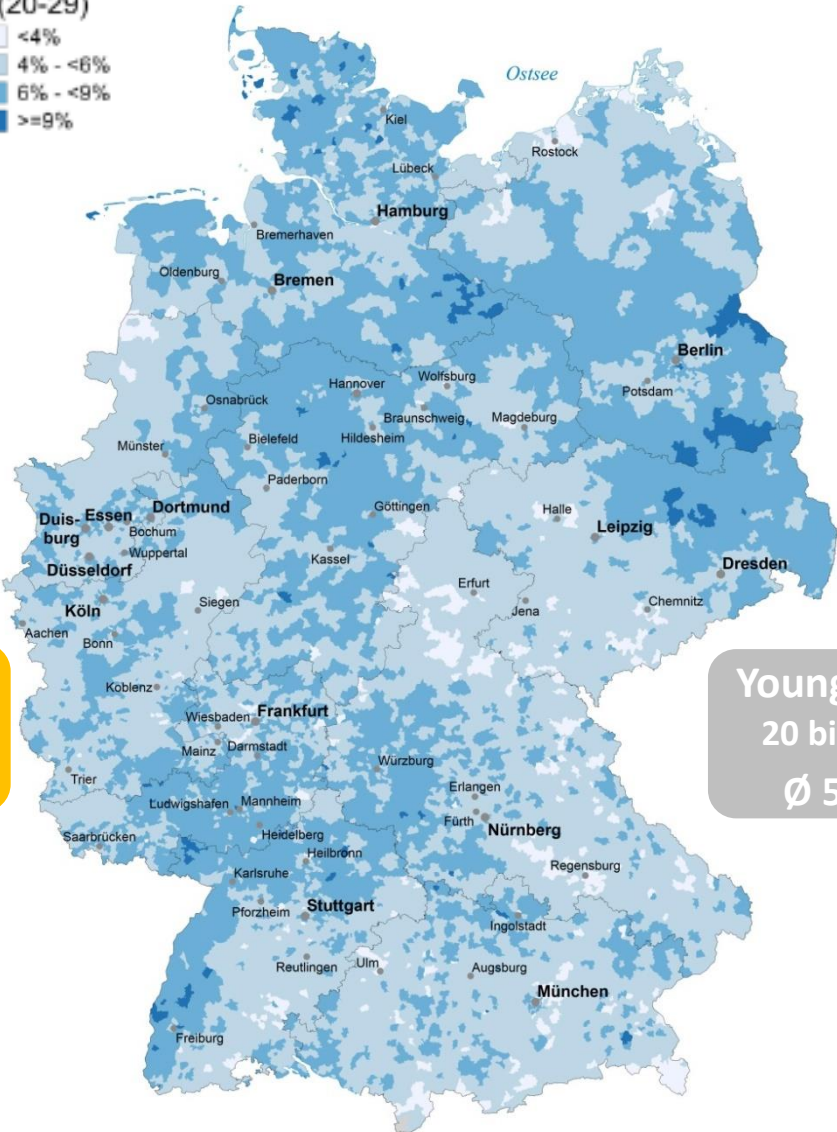 (20-29)
<4%
4% - <6%
6% - <9%
>=9%
Ostsee
Kiel
Rostock
Lübeck
Hamburg
Bremerhaven
Oldenburg
Bremen
Berlin
Wolfsburg
Hannover
Potsdam
Osnabrück
Braunschweig
Magdeburg
Bielefeld
Hildesheim
Münster
Paderborn
Dortmund
Göttingen
Halle
Duis-
burg
Essen
Bochum
Leipzig
Wuppertal
Kassel
Düsseldorf
Dresden
Erfurt
Köln
Siegen
Jena
Chemnitz
Aachen
Bonn
Koblenz
Young
Wiesbaden
Frankfurt
20 bi
Mainz
Darmstadt
Würzburg
Trier
Erlangen
Ø 5
Ludwigshafen
Mannheim
Fürth
Nürnberg
Heidelberg
Saarbrücken
Heilbronn
Regensburg
Karlsruhe
Pforzheim
Stuttgart
Ingolstadt
Reutlingen
Ulm
Augsburg
München
Freiburg